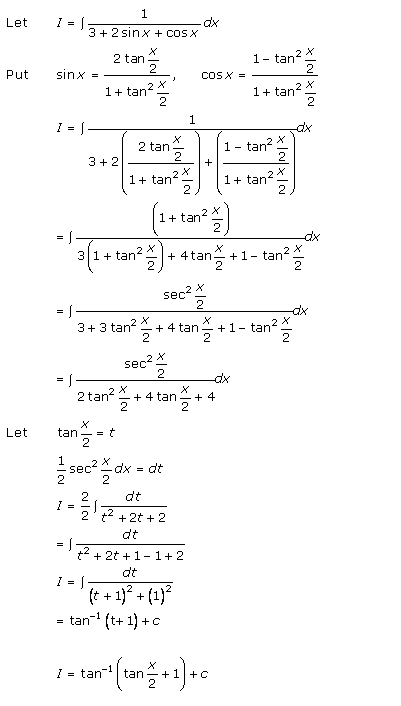 Let I = ∫ 1/(3 + 2 sin x + cos x) dx
Put sin x = (2 tan x/2)/(1 + tan² x/2), cos x = (1 − tan² x/2)/(1 + tan² x/2)
I = ∫ 1/(3 + 2((2 tan x/2)/(1 + tan² x/2)) + ((1 − tan² x/2)/(1 + tan² x/2))) dx
= ∫ (1 + tan² x/2)/(3(1 + tan² x/2) + 4 tan x/2 + 1 − tan² x/2) dx
= ∫ (sec² x/2)/(3 + 3 tan² x/2 + 4 tan x/2 + 1 − tan² x/2) dx
= ∫ (sec² x/2)/(2 tan² x/2 + 4 tan x/2 + 4) dx
Let tan x/2 = t
1/2 sec² x/2 dx = dt
I = 2/2 ∫ dt/(t² + 2t + 2)
= ∫ dt/(t² + 2t + 1 − 1 + 2)
I = ∫ dt/((t + 1)² + (1)²)
= tan⁻¹ (t + 1) + c
I = tan⁻¹ (tan x/2 + 1) + c